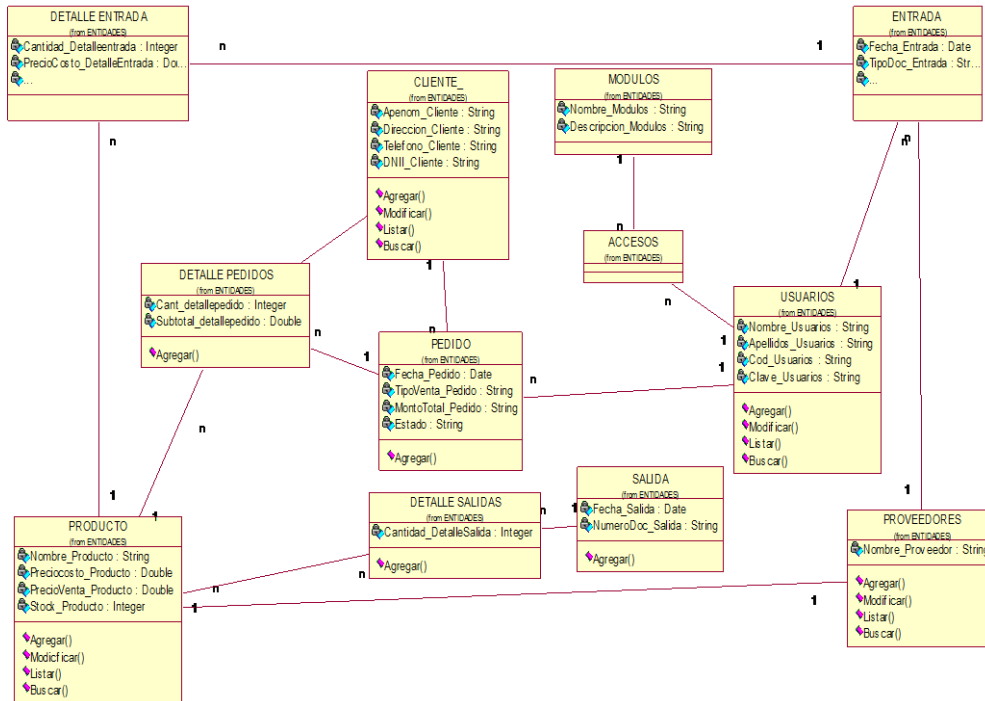 DETALLE ENTRADA
(from ENTIDADES)
Cantidad_Detalleentrada : Integer
PrecioCosto_DetalleEntrada : Do...
...
n
1
ENTRADA
(from ENTIDADES)
Fecha_Entrada : Date
TipoDoc_Entrada : Str...
...
CLIENTE_
(from ENTIDADES)
Apenom_Cliente : String
Direccion_Cliente : String
Telefono_Cliente : String
DNII_Cliente : String
Agregar()
Modificar()
Listar()
Buscar()
MODULOS
(from ENTIDADES)
Nombre_Modulos : String
Descripcion_Modulos : String
n
1
n
n
n
ACCESOS
(from ENTIDADES)
n
1
1
DETALLE PEDIDOS
(from ENTIDADES)
Cant_detallepedido : Integer
Subtotal_detallepedido : Double
Agregar()
1
n
n
1
PEDIDO
(from ENTIDADES)
Fecha_Pedido : Date
TipoVenta_Pedido : String
MontoTotal_Pedido : String
Estado : String
Agregar()
n
1
USUARIOS
(from ENTIDADES)
Nombre_Usuarios : String
Apellidos_Usuarios : String
Cod_Usuarios : String
Clave_Usuarios : String
Agregar()
Modificar()
Listar()
Buscar()
n
1
1
1
PRODUCTO
(from ENTIDADES)
Nombre_Producto : String
Preciocosto_Producto : Double
PrecioVenta_Producto : Double
Stock_Producto : Integer
Agregar()
Modicficar()
Listar()
Buscar()
DETALLE SALIDAS
(from ENTIDADES)
Cantidad_DetalleSalida : Integer
Agregar()
n
1
SALIDA
(from ENTIDADES)
Fecha_Salida : Date
NumeroDoc_Salida : String
Agregar()
n
n
1
1
PROVEEDORES
(from ENTIDADES)
Nombre_Proveedor : String
Agregar()
Modificar()
Listar()
Buscar()